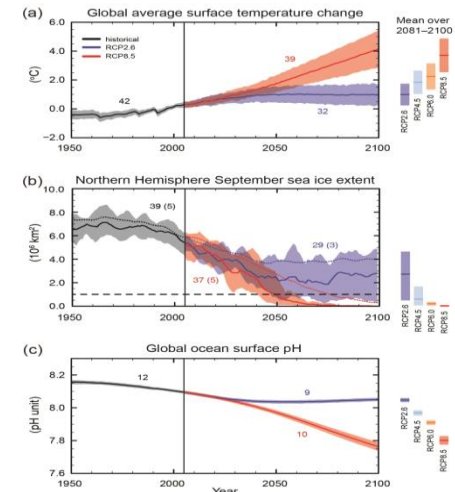 (a) Global average surface temperature change
Mean over
2081–2100
6.0
4.0
2.0
0.0
−2.0
(°C)
historical
RCP2.6
RCP8.5
42
39
32
1950
2000
2050
2100
RCP2.6
RCP4.5
RCP6.0
RCP8.5
(b) Northern Hemisphere September sea ice extent
10.0
8.0
6.0
4.0
2.0
0.0
(10⁶ km²)
39 (5)
29 (3)
37 (5)
1950
2000
2050
2100
RCP2.6
RCP4.5
RCP6.0
RCP8.5
(c) Global ocean surface pH
8.2
8.0
7.8
7.6
(pH unit)
12
9
10
1950
2000
2050
2100
Year
RCP2.6
RCP4.5
RCP6.0
RCP8.5